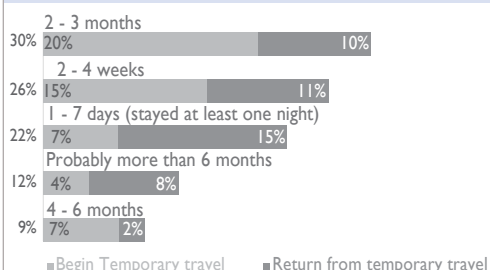 2 - 3 months
30% 20% 10%
2 - 4 weeks
26% 15% 11%
1 - 7 days (stayed at least one night)
22% 7% 15%
Probably more than 6 months
12% 4% 8%
4 - 6 months
9% 7% 2%
Begin Temporary travel Return from temporary travel